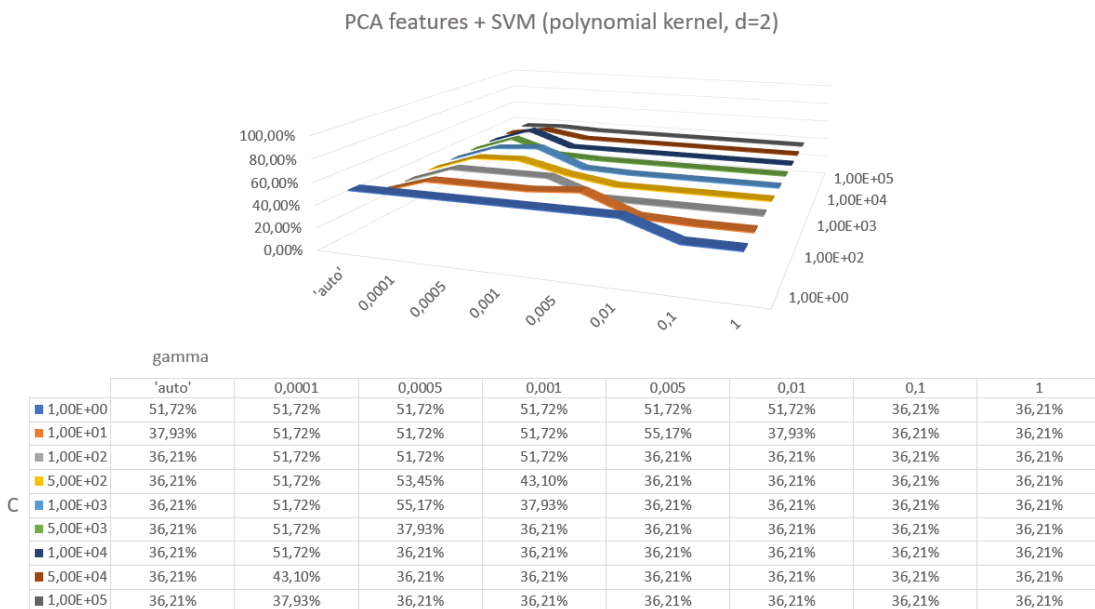 PCA features + SVM (polynomial kernel, d=2)
100,00%
80,00%
60,00%
40,00%
20,00%
0,00%
1,00E+05
1,00E+04
1,00E+03
1,00E+02
1,00E+00
'auto' 0,0001 0,0005 0,001 0,005 0,01 0,1 1
gamma
'auto' 0,0001 0,0005 0,001 0,005 0,01 0,1 1
1,00E+00 51,72% 51,72% 51,72% 51,72% 51,72% 51,72% 36,21% 36,21%
1,00E+01 37,93% 51,72% 51,72% 51,72% 55,17% 37,93% 36,21% 36,21%
1,00E+02 36,21% 51,72% 51,72% 51,72% 36,21% 36,21% 36,21% 36,21%
5,00E+02 36,21% 51,72% 53,45% 43,10% 36,21% 36,21% 36,21% 36,21%
C 1,00E+03 36,21% 51,72% 55,17% 37,93% 36,21% 36,21% 36,21% 36,21%
5,00E+03 36,21% 51,72% 37,93% 36,21% 36,21% 36,21% 36,21% 36,21%
1,00E+04 36,21% 51,72% 36,21% 36,21% 36,21% 36,21% 36,21% 36,21%
5,00E+04 36,21% 43,10% 36,21% 36,21% 36,21% 36,21% 36,21% 36,21%
1,00E+05 36,21% 37,93% 36,21% 36,21% 36,21% 36,21% 36,21% 36,21%